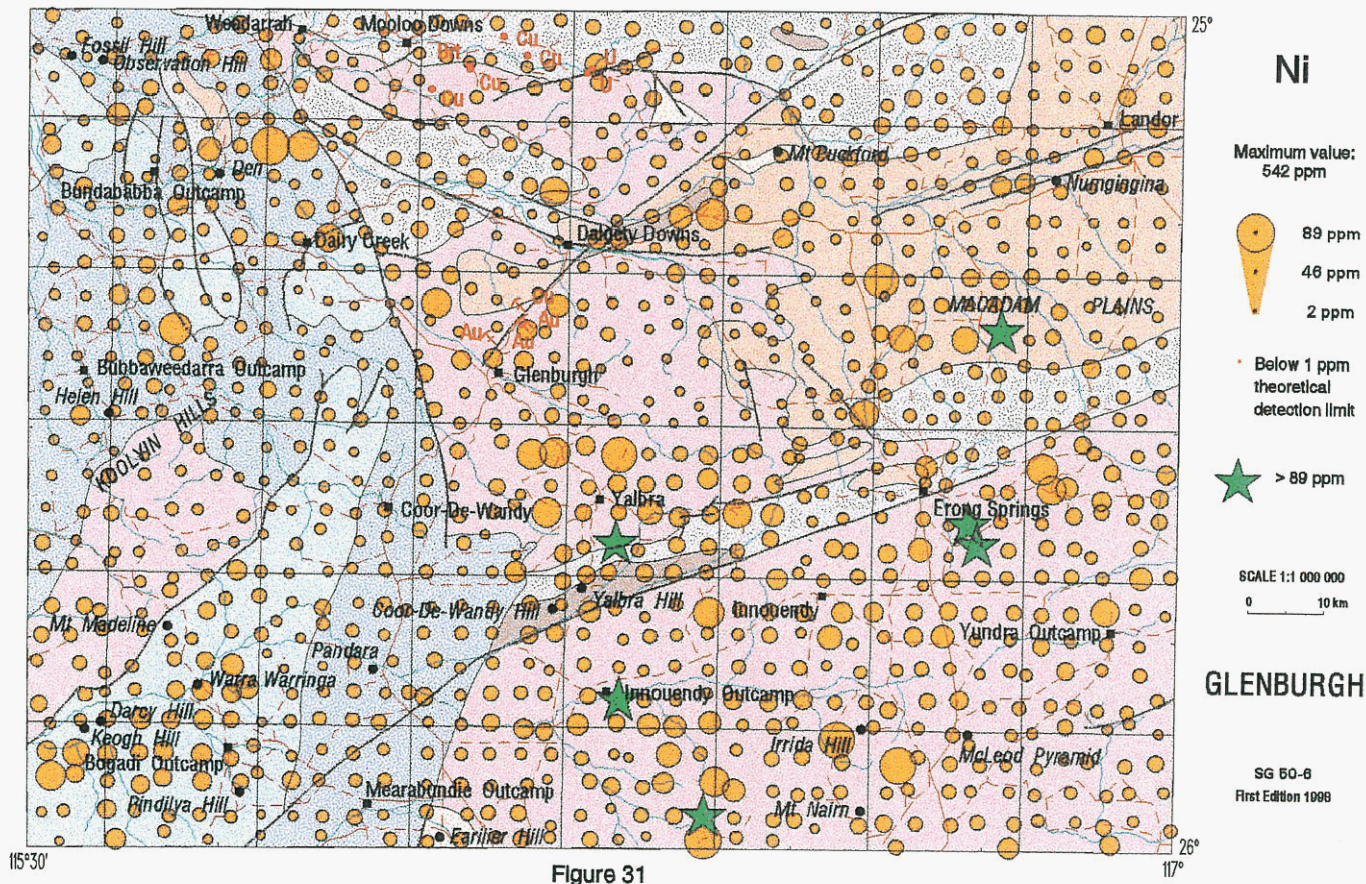 Woodarrah
Mooloo Downs
25°
Fossil Hill
Observation Hill
Cu
Cu
U
Cu
U
Landor
Mt Puckford
Den
Numgingina
Bundababba Outcamp
Dairy Creek
Dalgety Downs
MACADAM PLAINS
Cu
Au
Au
Au
Glenburgh
Bubbaweedarra Outcamp
Helen Hill
KOOLYIN HILLS
Yalbra
Coor-De-Wandy
Erong Springs
Yalbra Hill
Coor-De-Wandy Hill
Innouendy
Mt. Madeline
Yundra Outcamp
Pandara
Warra Warringa
Innouendy Outcamp
Darcy Hill
Keogh Hill
Irrida Hill
McLeod Pyramid
Bogadi Outcamp
Pindilya Hill
Mearabundie Outcamp
Mt. Nairn
Earilier Hill
115°30'
26°
117°
Figure 31
Ni
Maximum value:
542 ppm
89 ppm
46 ppm
2 ppm
Below 1 ppm
theoretical
detection limit
> 89 ppm
SCALE 1:1 000 000
0 10 km
GLENBURGH
SG 50-6
First Edition 1998